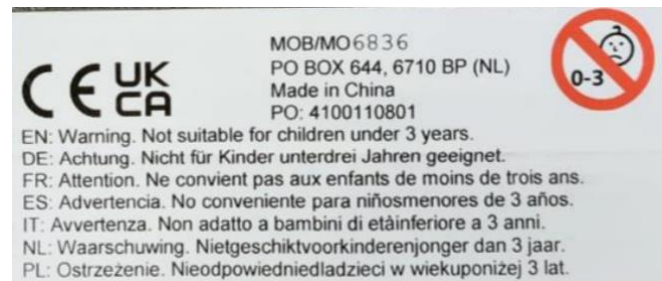 MOB/MO6836
PO BOX 644, 6710 BP (NL)
Made in China
PO: 4100110801
CE UK
CA
0-3
EN: Warning. Not suitable for children under 3 years.
DE: Achtung. Nicht für Kinder unterdrei Jahren geeignet.
FR: Attention. Ne convient pas aux enfants de moins de trois ans.
ES: Advertencia. No conveniente para niñosmenores de 3 años.
IT: Avvertenza. Non adatto a bambini di etàinferiore a 3 anni.
NL: Waarschuwing. Nietgeschiktvoorkinderenjonger dan 3 jaar.
PL: Ostrzeżenie. Nieodpowiedniedladzieci w wiekuponiżej 3 lat.